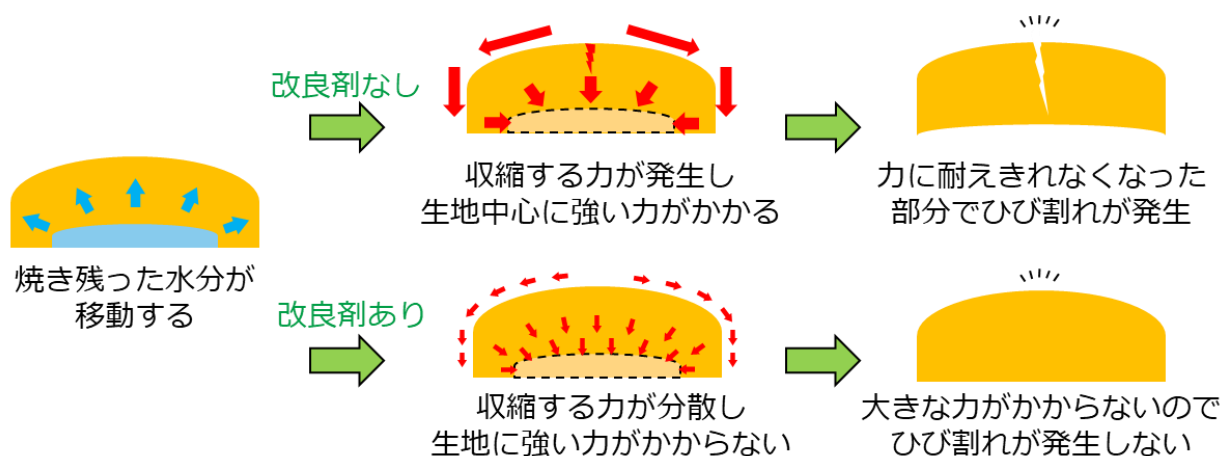 改良剤なし
収縮する力が発生し
生地中心に強い力がかかる
力に耐えきれなくなった
部分でひび割れが発生
焼き残った水分が
移動する
改良剤あり
収縮する力が分散し
生地に強い力がかからない
大きな力がかからないので
ひび割れが発生しない